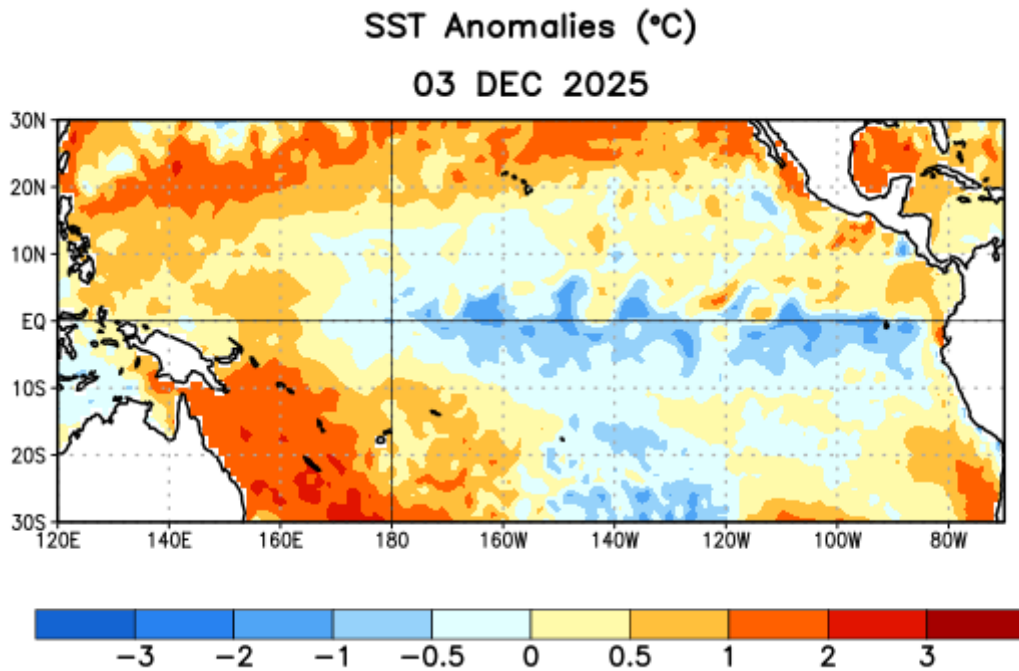 SST Anomalies (°C)
03 DEC 2025
30N
20N
10N
EQ
10S
20S
30S
120E 140E 160E 180 160W 140W 120W 100W 80W
-3 -2 -1 -0.5 0 0.5 1 2 3